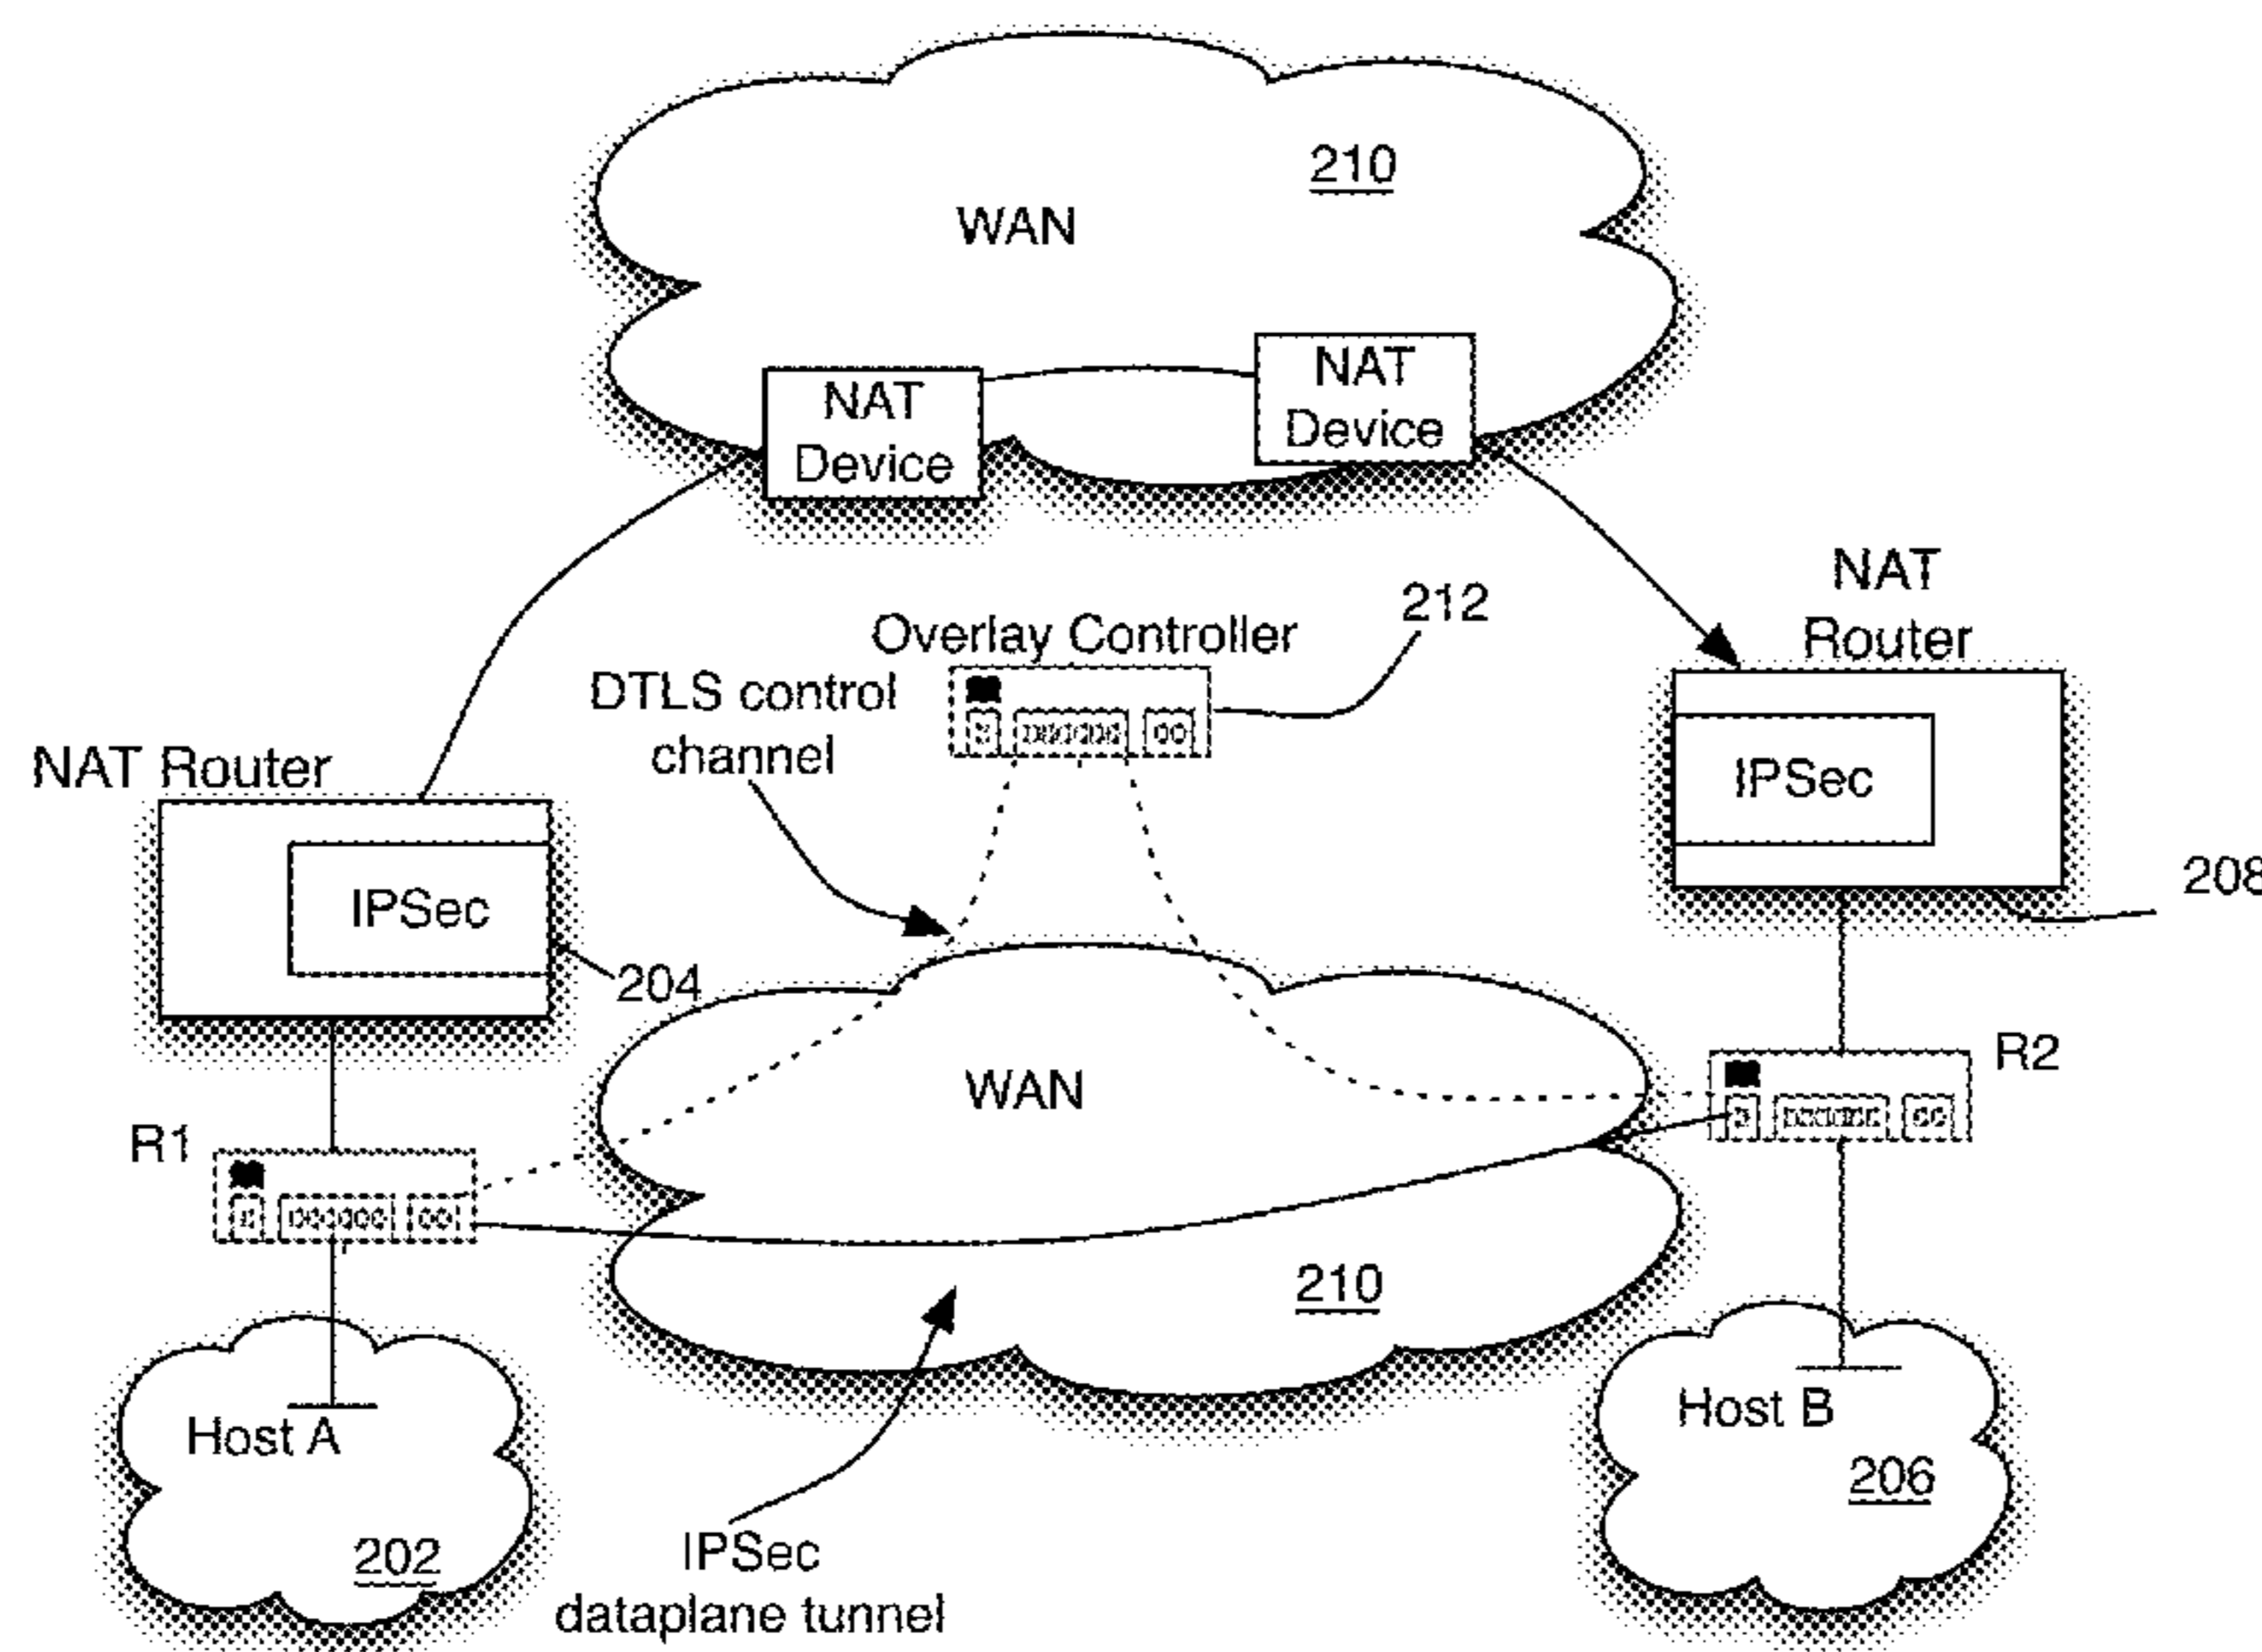 210
WAN
NAT
Device
NAT
Device
NAT
Router
212
Overlay Controller
DTLS control
channel
NAT Router
IPSec
IPSec
208
204
WAN
R2
R1
210
Host A
Host B
206
202
IPSec
dataplane tunnel